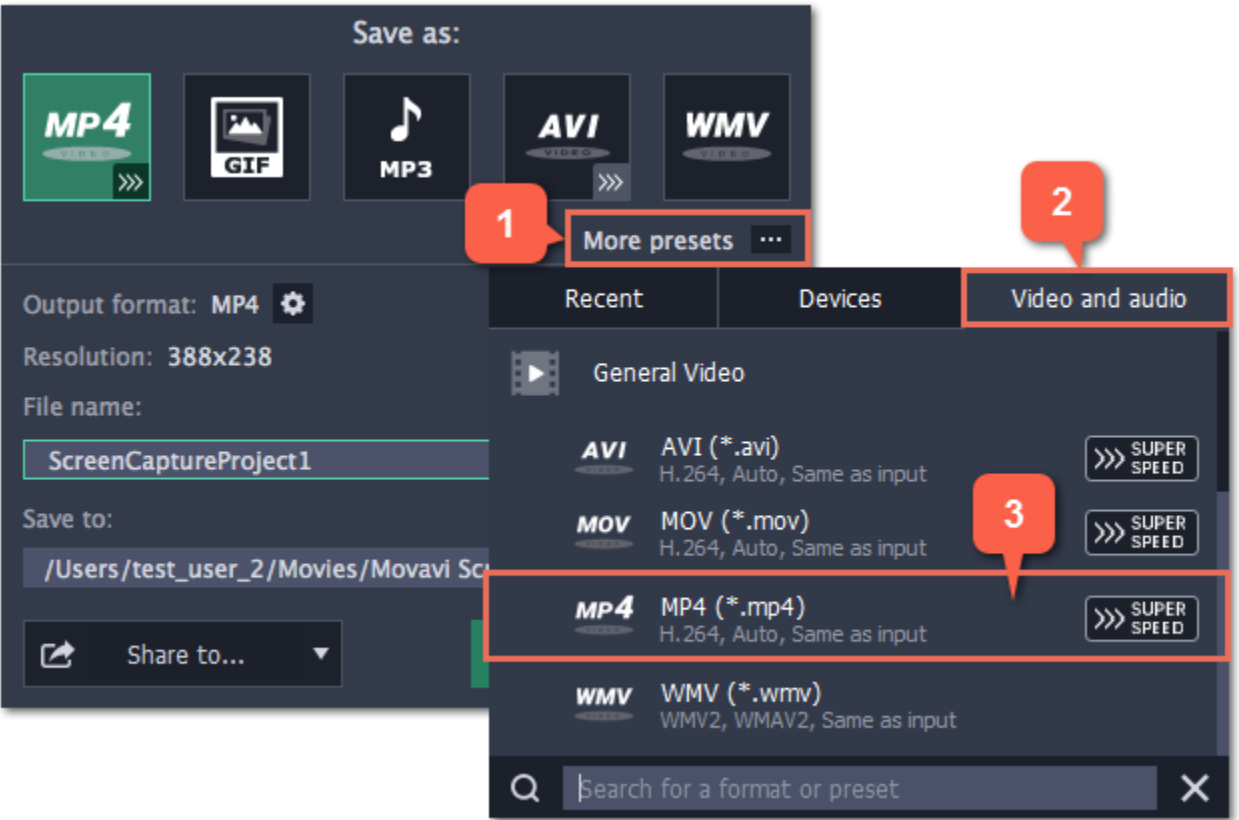 Save as:
MP4
VIDEO
GIF
MP3
AVI
VIDEO
WMV
VIDEO
1
More presets ...
2
Output format: MP4
Resolution: 388x238
File name:
ScreenCaptureProject1
Save to:
/Users/test_user_2/Movies/Movavi Sc
Share to...
Recent
Devices
Video and audio
General Video
AVI
AVI (*.avi)
H.264, Auto, Same as input
SUPER
SPEED
MOV
MOV (*.mov)
H.264, Auto, Same as input
SUPER
SPEED
3
MP4
MP4 (*.mp4)
H.264, Auto, Same as input
SUPER
SPEED
WMV
WMV (*.wmv)
WMV2, WMAV2, Same as input
Search for a format or preset